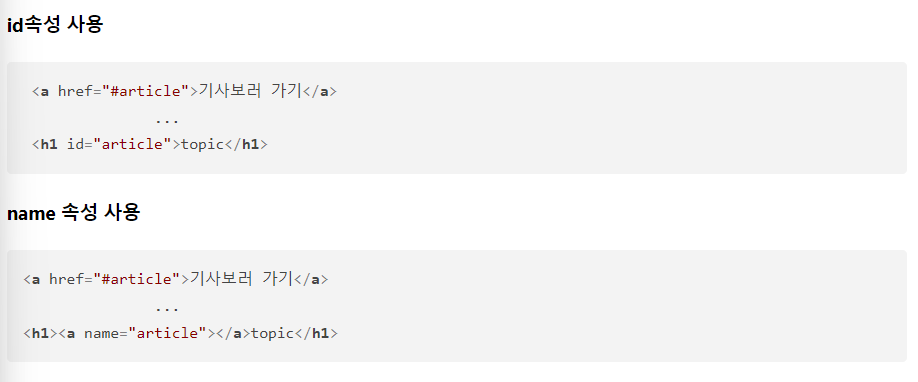 id속성 사용
<a href="#article">기사보러 가기</a>
...
<h1 id="article">topic</h1>
name 속성 사용
<a href="#article">기사보러 가기</a>
...
<h1><a name="article"></a>topic</h1>